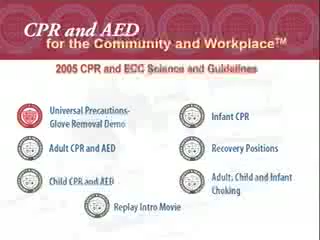 CPR and AED
for the Community and Workplace™
2005 CPR and ECC Science and Guidelines
Universal Precautions-
Glove Removal Demo
Infant CPR
Adult CPR and AED
Recovery Positions
Child CPR and AED
Adult, Child and Infant
Choking
Replay Intro Movie